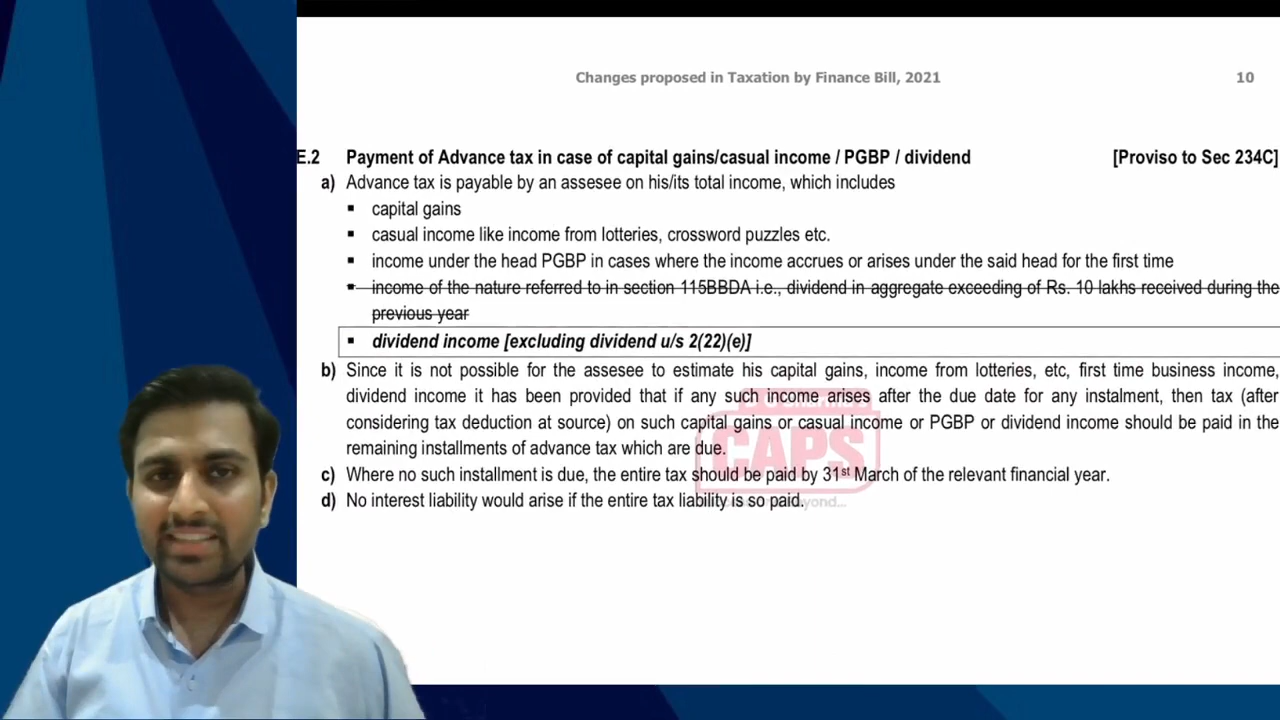 Changes proposed in Taxation by Finance Bill, 2021 10
E.2 Payment of Advance tax in case of capital gains/casual income / PGBP / dividend [Proviso to Sec 234C]
a) Advance tax is payable by an assesee on his/its total income, which includes
▪ capital gains
▪ casual income like income from lotteries, crossword puzzles etc.
▪ income under the head PGBP in cases where the income accrues or arises under the said head for the first time
▪ income of the nature referred to in section 115BBDA i.e., dividend in aggregate exceeding of Rs. 10 lakhs received during the
previous year
▪ dividend income [excluding dividend u/s 2(22)(e)]
b) Since it is not possible for the assesee to estimate his capital gains, income from lotteries, etc, first time business income,
dividend income it has been provided that if any such income arises after the due date for any instalment, then tax (after
considering tax deduction at source) on such capital gains or casual income or PGBP or dividend income should be paid in the
remaining installments of advance tax which are due.
CAPS
c) Where no such installment is due, the entire tax should be paid by 31st March of the relevant financial year.
d) No interest liability would arise if the entire tax liability is so paid.